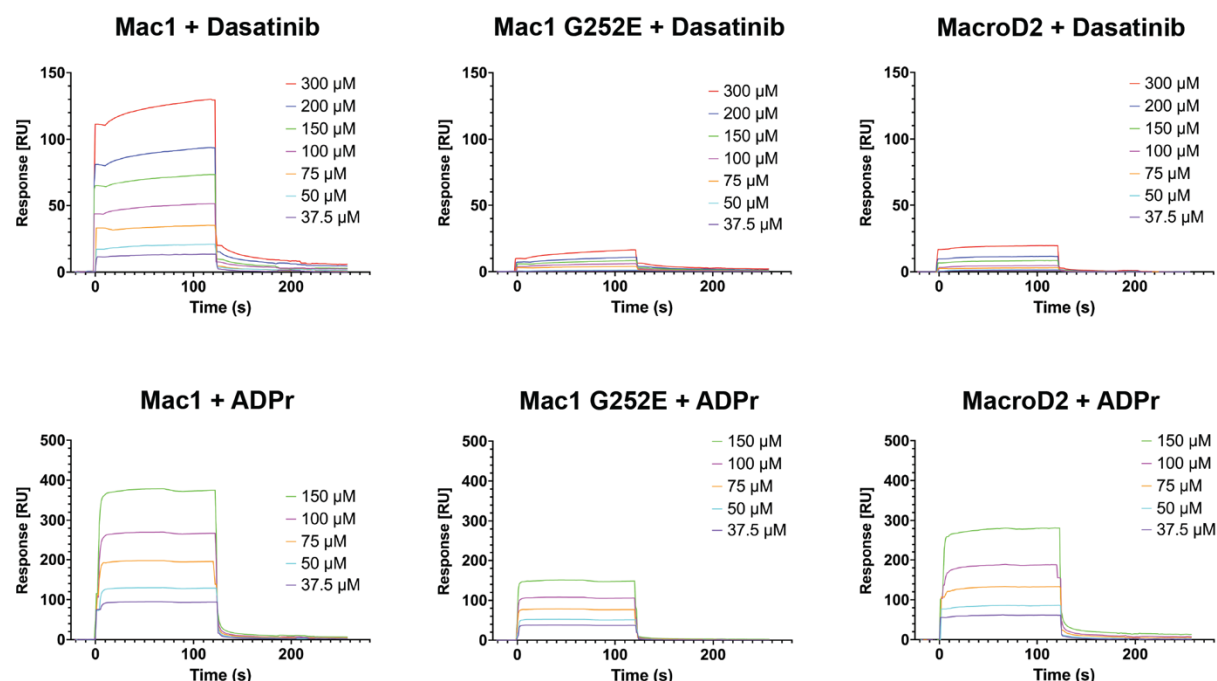 Mac1 + Dasatinib
Response [RU]
150
100
50
0
0
100
200
Time (s)
300 µM
200 µM
150 µM
100 µM
75 µM
50 µM
37.5 µM
Mac1 G252E + Dasatinib
Response [RU]
150
100
50
0
0
100
200
Time (s)
300 µM
200 µM
150 µM
100 µM
75 µM
50 µM
37.5 µM
MacroD2 + Dasatinib
Response [RU]
150
100
50
0
0
100
200
Time (s)
300 µM
200 µM
150 µM
100 µM
75 µM
50 µM
37.5 µM
Mac1 + ADPr
Response [RU]
500
400
300
200
100
0
0
100
200
Time (s)
150 µM
100 µM
75 µM
50 µM
37.5 µM
Mac1 G252E + ADPr
Response [RU]
500
400
300
200
100
0
0
100
200
Time (s)
150 µM
100 µM
75 µM
50 µM
37.5 µM
MacroD2 + ADPr
Response [RU]
500
400
300
200
100
0
0
100
200
Time (s)
150 µM
100 µM
75 µM
50 µM
37.5 µM